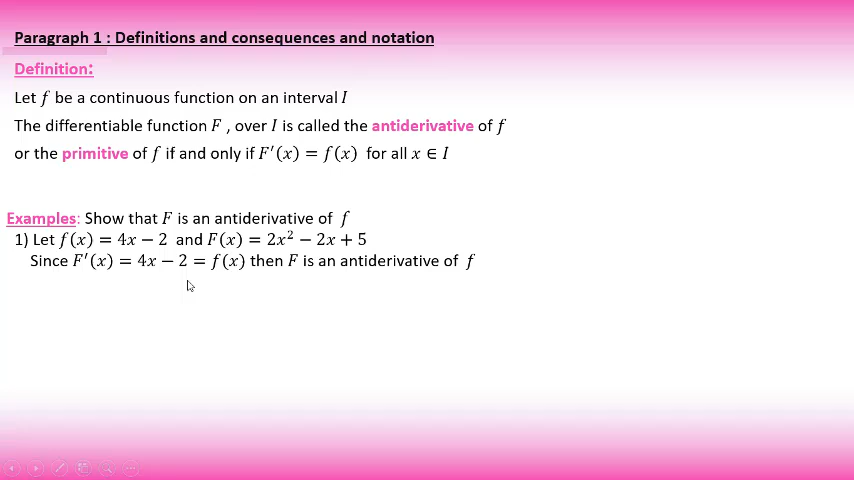 Paragraph 1 : Definitions and consequences and notation
Definition:
Let f be a continuous function on an interval I
The differentiable function F , over I is called the antiderivative of f
or the primitive of f if and only if F′(x) = f(x) for all x ∈ I
Examples: Show that F is an antiderivative of f
1) Let f(x) = 4x − 2 and F(x) = 2x² − 2x + 5
Since F′(x) = 4x − 2 = f(x) then F is an antiderivative of f